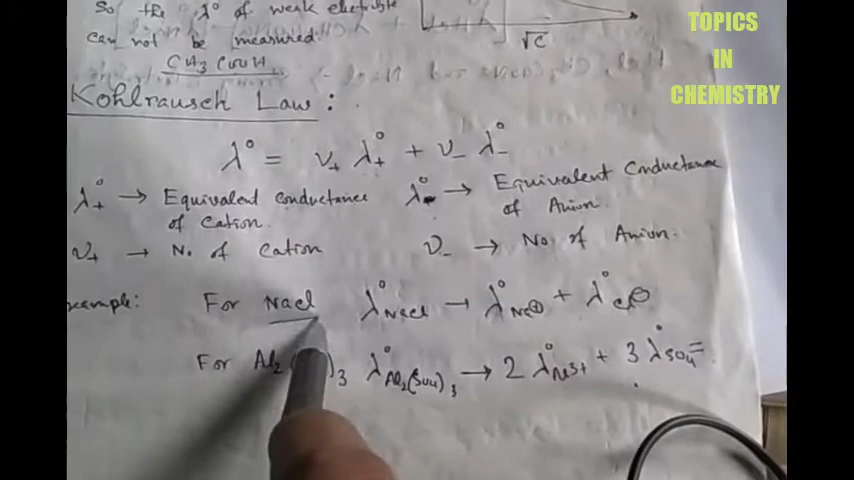 So the λ° of weak electrolyte
can not be measured.
CH3COOH
√C
TOPICS
IN
CHEMISTRY
Kohlrausch Law:
λ° = ν+ λ°+ + ν- λ°-
λ°+ → Equivalent conductance
of Cation.
λ°- → Equivalent Conductance
of Anion.
ν+ → No. of Cation
ν- → No. of Anion.
xample: For Nacl λ°Nacl → λ°Na⊕ + λ°Cl⊖
For Al2( )3 λ°Al2(SO4)3 → 2 λ°Al3+ + 3 λ°SO4=